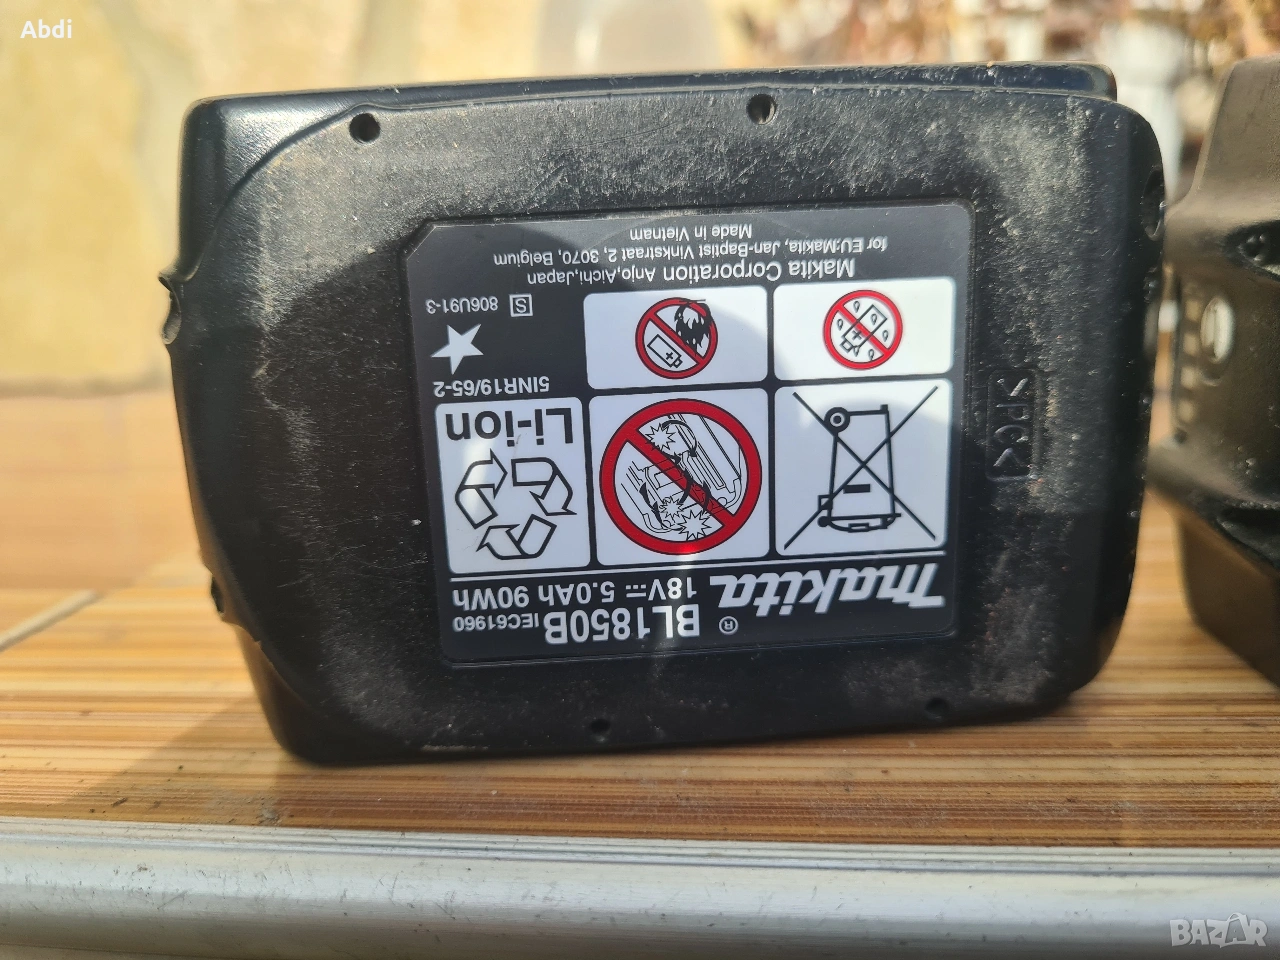 Abdi
makita®
BL1850B
IEC61960
18V 5.0Ah 90Wh
Li-ion
5INR19/65-2
S 806U91-3
Makita Corporation Anjo,Aichi,Japan
for EU:Makita, Jan-Baptist Vinkstraat 2, 3070, Belgium
Made in Vietnam
>PC<
BAZAR